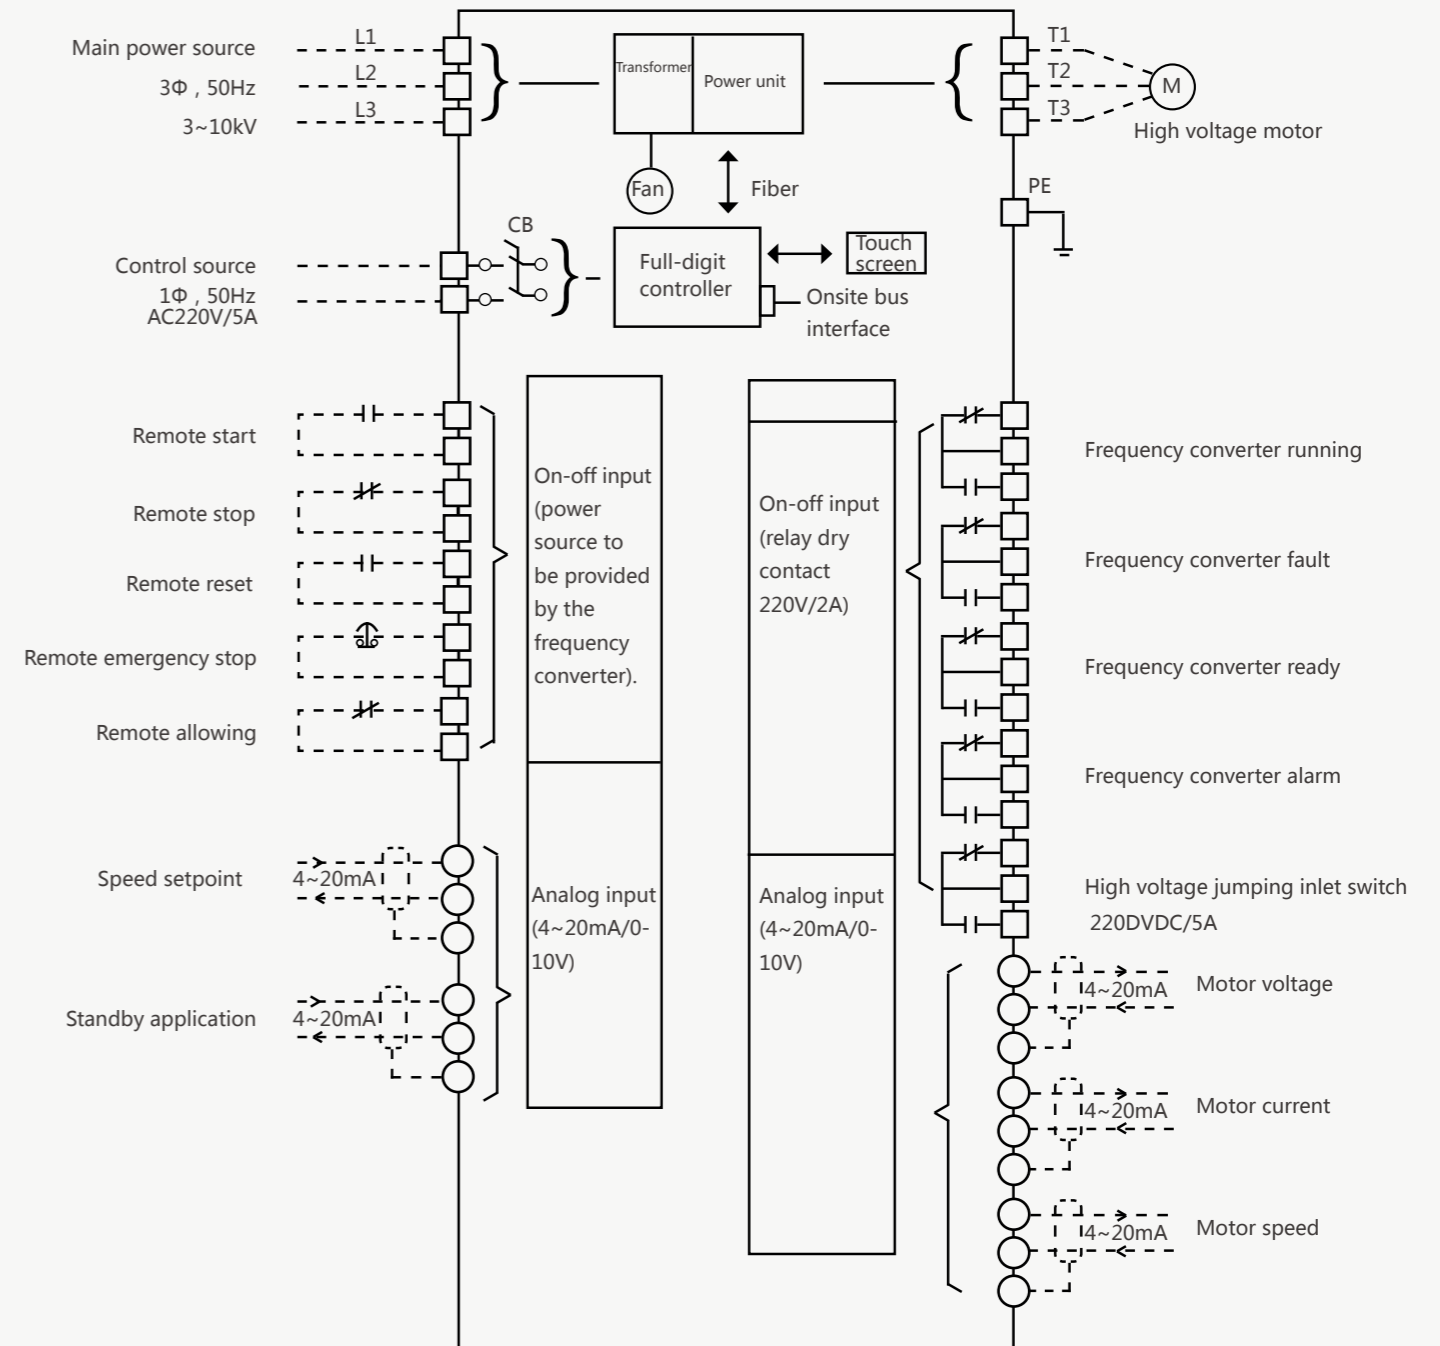 Main power source
3Φ , 50Hz
3~10kV
L1
L2
L3
Transformer
Power unit
T1
T2
T3
M
High voltage motor
Fan
Fiber
PE
CB
Control source
1Φ , 50Hz
AC220V/5A
Full-digit
controller
Touch
screen
Onsite bus
interface
Remote start
Remote stop
Remote reset
Remote emergency stop
Remote allowing
On-off input
(power
source to
be provided
by the
frequency
converter).
On-off input
(relay dry
contact
220V/2A)
Frequency converter running
Frequency converter fault
Frequency converter ready
Frequency converter alarm
High voltage jumping inlet switch
220DVDC/5A
Speed setpoint
4~20mA
Standby application
4~20mA
Analog input
(4~20mA/0-
10V)
Analog input
(4~20mA/0-
10V)
4~20mA
Motor voltage
4~20mA
Motor current
4~20mA
Motor speed